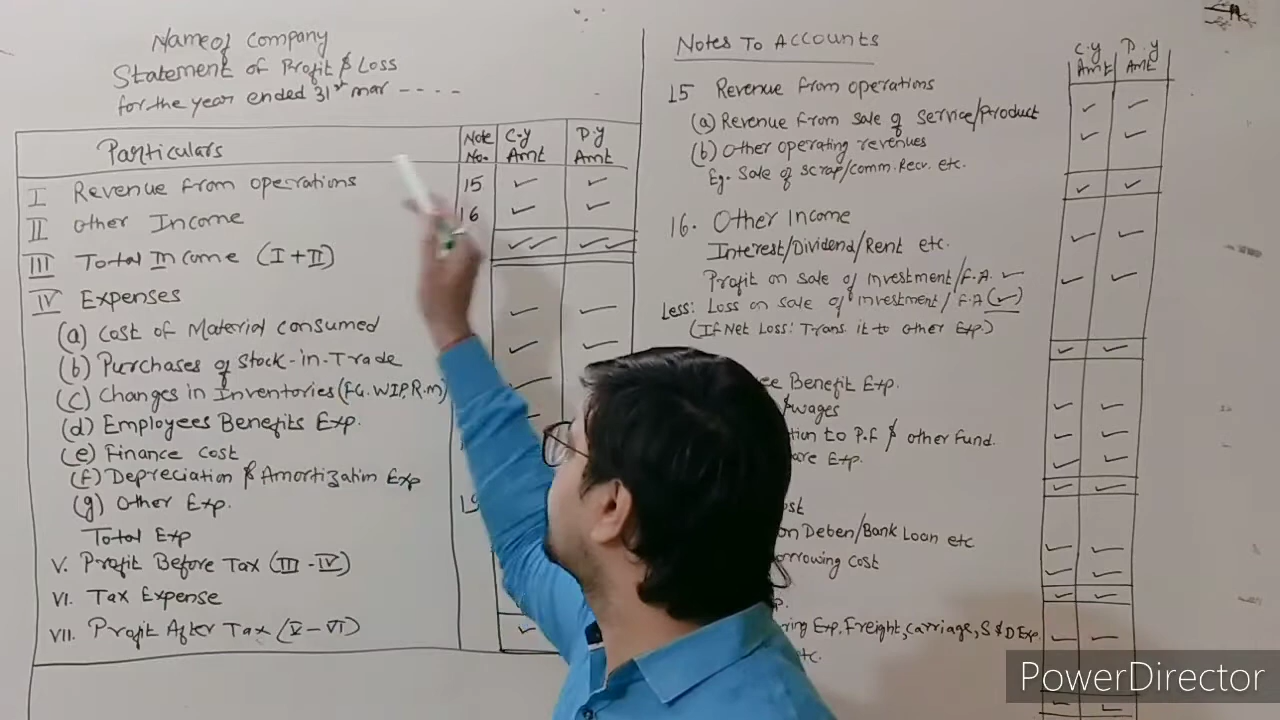 Name of Company
Statement of Profit & Loss
for the year ended 31st mar ----
Particulars
Note No.
C.Y Amt
P.Y Amt
I Revenue from operations 15
II Other Income 16
III Total Income (I+II)
IV Expenses
(a) Cost of Material Consumed
(b) Purchases of Stock-in-Trade
(c) Changes in Inventories (F.G. WIP, R.m)
(d) Employees Benefits Exp.
(e) Finance Cost
(f) Depreciation & Amortization Exp
(g) Other Exp.
Total Exp
V. Profit Before Tax (III-IV)
VI. Tax Expense
VII. Profit After Tax (V-VI)
Notes To Accounts
C.Y Amt
P.Y Amt
15 Revenue from operations
(a) Revenue from sale of service/Product
(b) Other operating revenues
Eg. Sale of scrap/comm. Recv. etc.
16. Other Income
Interest/Dividend/Rent etc.
Profit on sale of investment/F.A.
Less: Loss on sale of investment/F.A
(If Net Loss: Trans. it to other Exp.)
Benefit Exp.
& wages
to P.F & other Fund.
Exp.
on Deben/Bank Loan etc
cost
Exp, Freight, Carriage, S & D Exp.
PowerDirector